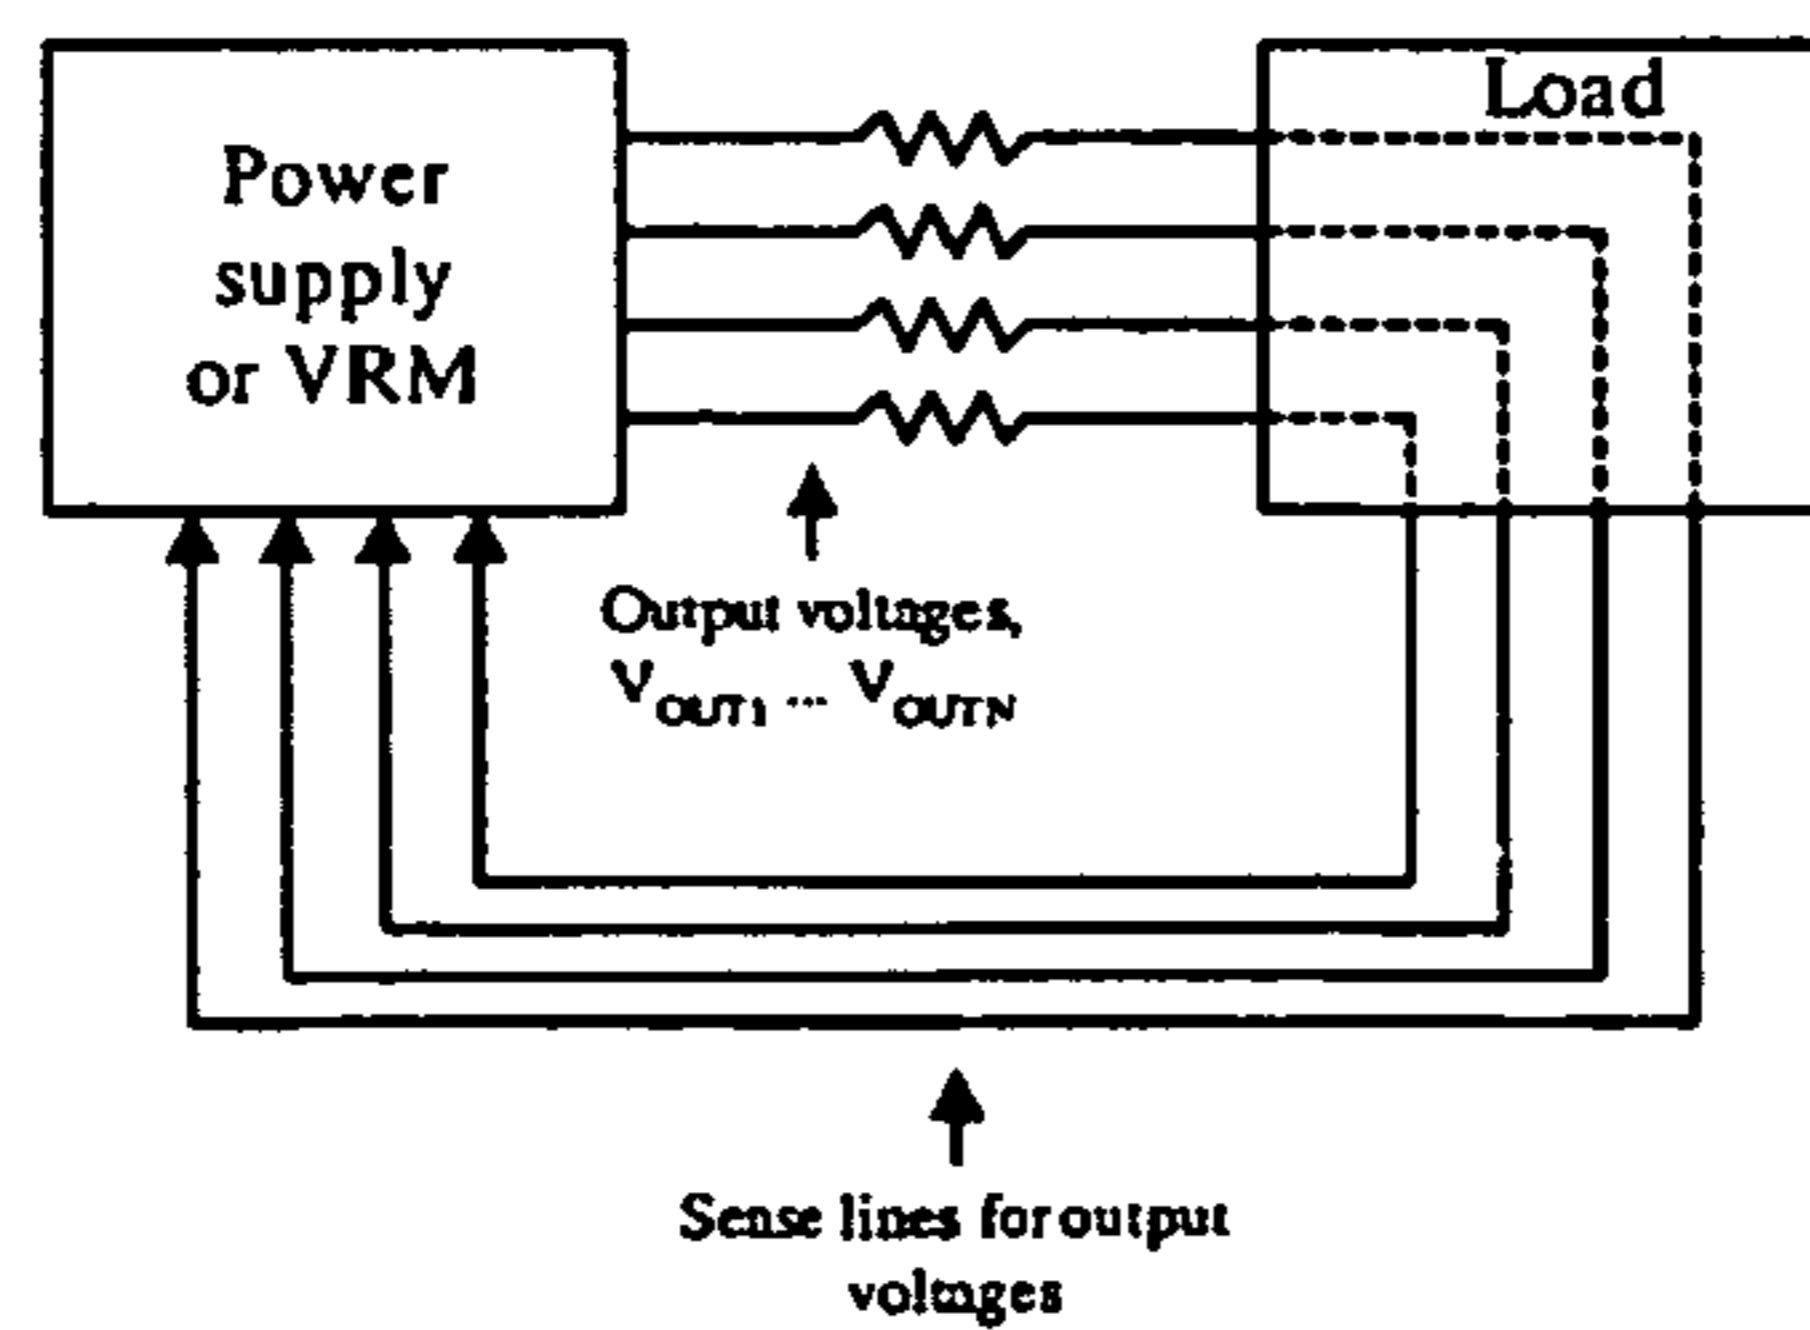 Load
Power
supply
or VRM
Output voltages,
VOUT1 ... VOUTN
Sense lines for output
voltages